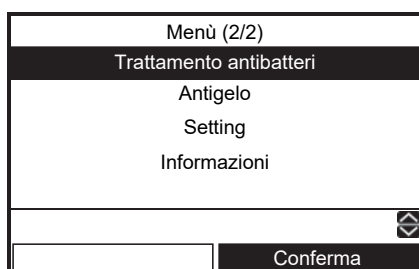 Menù (2/2)
Trattamento antibatteri
Antigelo
Setting
Informazioni
Conferma